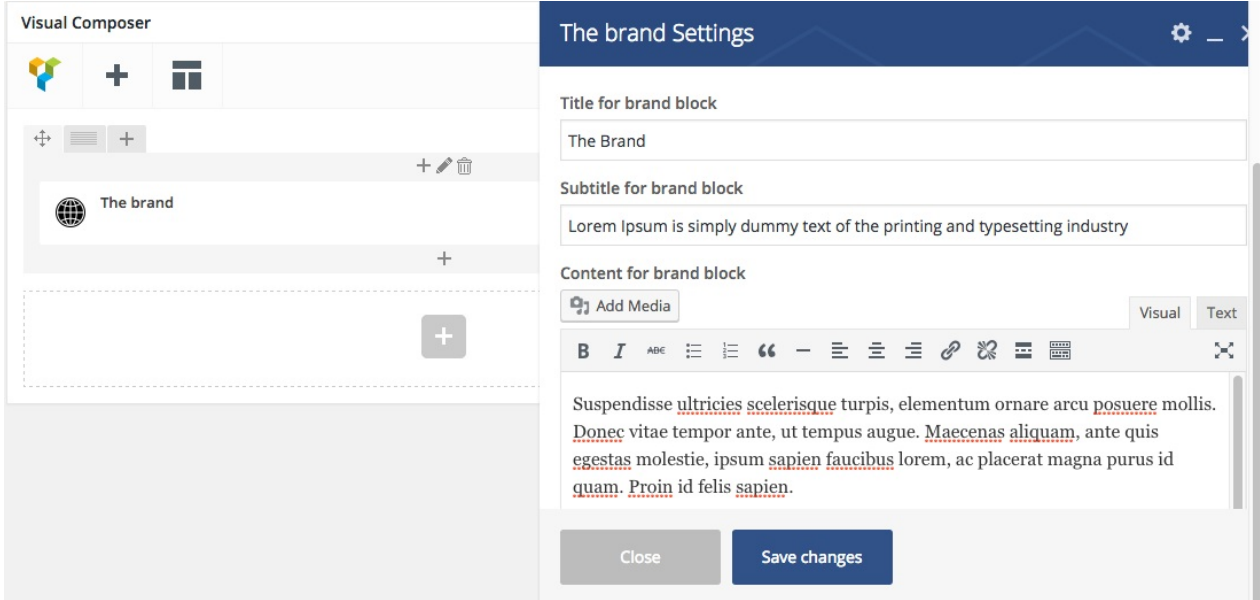 Visual Composer
The brand
The brand Settings
Title for brand block
The Brand
Subtitle for brand block
Lorem Ipsum is simply dummy text of the printing and typesetting industry
Content for brand block
Add Media
Visual Text
B I ABC
Suspendisse ultricies scelerisque turpis, elementum ornare arcu posuere mollis.
Donec vitae tempor ante, ut tempus augue. Maecenas aliquam, ante quis
egestas molestie, ipsum sapien faucibus lorem, ac placerat magna purus id
quam. Proin id felis sapien.
Close Save changes